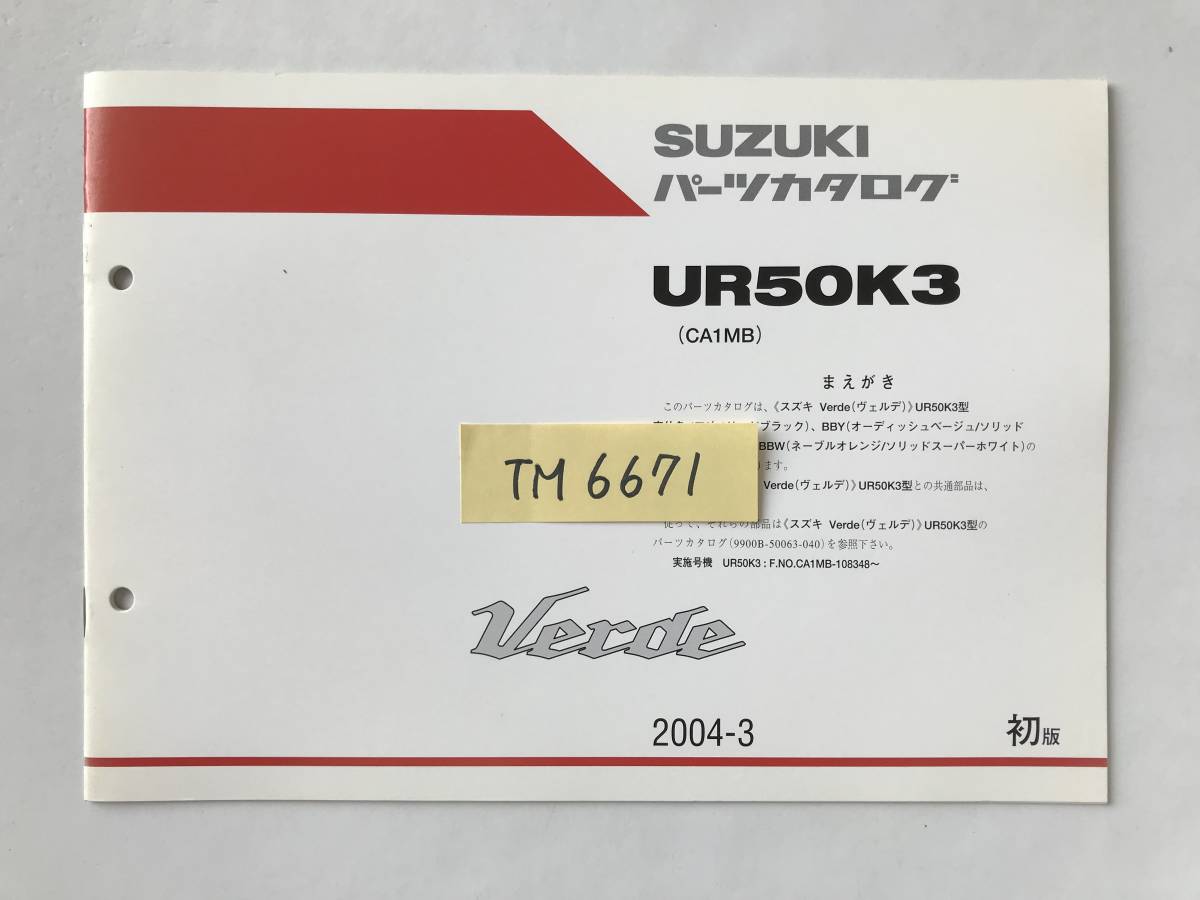 SUZUKI
パーツカタログ
UR50K3
(CA1MB)
まえがき
このパーツカタログは、《スズキ Verde(ヴェルデ)》UR50K3型
ブラック)、BBY(オーディッシュベージュ/ソリッド
BBW(ネーブルオレンジ/ソリッドスーパーホワイト)の
ます。
Verde(ヴェルデ)》UR50K3型との共通部品は、
従って、それらの部品は《スズキ Verde(ヴェルデ)》UR50K3型の
パーツカタログ(9900B-50063-040)を参照下さい。
実施号機 UR50K3 : F.NO.CA1MB-108348〜
TM 6671
Verde
2004-3 初版